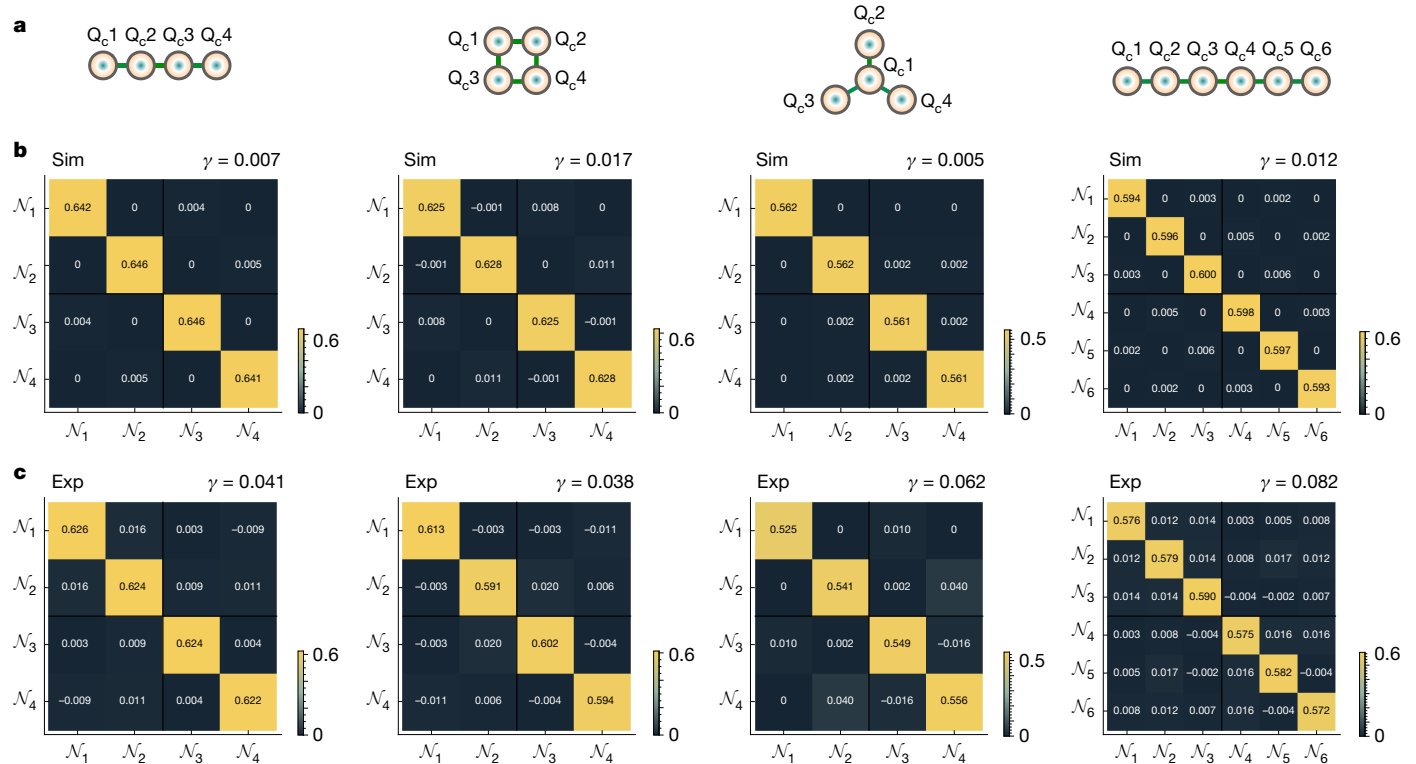 a
Q_c1 Q_c2 Q_c3 Q_c4
Q_c1 Q_c2
Q_c3 Q_c4
Q_c2
Q_c1
Q_c3 Q_c4
Q_c1 Q_c2 Q_c3 Q_c4 Q_c5 Q_c6
b
Sim γ = 0.007
𝒩1 0.642 0 0.004 0
𝒩2 0 0.646 0 0.005
𝒩3 0.004 0 0.646 0
𝒩4 0 0.005 0 0.641
𝒩1 𝒩2 𝒩3 𝒩4
0.6
0
Sim γ = 0.017
𝒩1 0.625 −0.001 0.008 0
𝒩2 −0.001 0.628 0 0.011
𝒩3 0.008 0 0.625 −0.001
𝒩4 0 0.011 −0.001 0.628
𝒩1 𝒩2 𝒩3 𝒩4
0.6
0
Sim γ = 0.005
𝒩1 0.562 0 0 0
𝒩2 0 0.562 0.002 0.002
𝒩3 0 0.002 0.561 0.002
𝒩4 0 0.002 0.002 0.561
𝒩1 𝒩2 𝒩3 𝒩4
0.5
0
Sim γ = 0.012
𝒩1 0.594 0 0.003 0 0.002 0
𝒩2 0 0.596 0 0.005 0 0.002
𝒩3 0.003 0 0.600 0 0.006 0
𝒩4 0 0.005 0 0.598 0 0.003
𝒩5 0.002 0 0.006 0 0.597 0
𝒩6 0 0.002 0 0.003 0 0.593
𝒩1 𝒩2 𝒩3 𝒩4 𝒩5 𝒩6
0.6
0
c
Exp γ = 0.041
𝒩1 0.626 0.016 0.003 −0.009
𝒩2 0.016 0.624 0.009 0.011
𝒩3 0.003 0.009 0.624 0.004
𝒩4 −0.009 0.011 0.004 0.622
𝒩1 𝒩2 𝒩3 𝒩4
0.6
0
Exp γ = 0.038
𝒩1 0.613 −0.003 −0.003 −0.011
𝒩2 −0.003 0.591 0.020 0.006
𝒩3 −0.003 0.020 0.602 −0.004
𝒩4 −0.011 0.006 −0.004 0.594
𝒩1 𝒩2 𝒩3 𝒩4
0.6
0
Exp γ = 0.062
𝒩1 0.525 0 0.010 0
𝒩2 0 0.541 0.002 0.040
𝒩3 0.010 0.002 0.549 −0.016
𝒩4 0 0.040 −0.016 0.556
𝒩1 𝒩2 𝒩3 𝒩4
0.5
0
Exp γ = 0.082
𝒩1 0.576 0.012 0.014 0.003 0.005 0.008
𝒩2 0.012 0.579 0.014 0.008 0.017 0.012
𝒩3 0.014 0.014 0.590 −0.004 −0.002 0.007
𝒩4 0.003 0.008 −0.004 0.575 0.016 0.016
𝒩5 0.005 0.017 −0.002 0.016 0.582 −0.004
𝒩6 0.008 0.012 0.007 0.016 −0.004 0.572
𝒩1 𝒩2 𝒩3 𝒩4 𝒩5 𝒩6
0.6
0